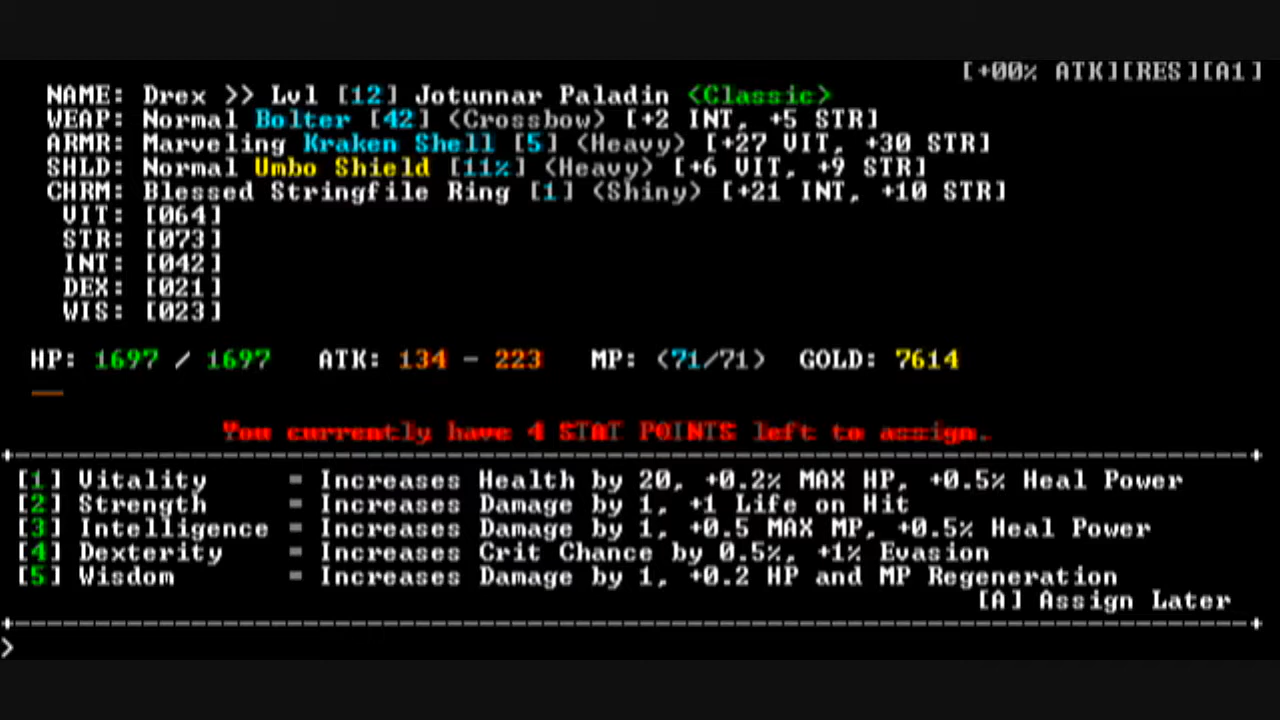 [+00% ATK][RES][A1]
NAME: Drex >> Lvl [12] Jotunnar Paladin <Classic>
WEAP: Normal Bolter [42] <Crossbow> [+2 INT, +5 STR]
ARMR: Marveling Kraken Shell [5] <Heavy> [+27 VIT, +30 STR]
SHLD: Normal Umbo Shield [11%] <Heavy> [+6 VIT, +9 STR]
CHRM: Blessed Stringfile Ring [1] <Shiny> [+21 INT, +10 STR]
VIT: [064]
STR: [073]
INT: [042]
DEX: [021]
WIS: [023]
HP: 1697 / 1697 ATK: 134 - 223 MP: <71/71> GOLD: 7614
You currently have 4 STAT POINTS left to assign.
[1] Vitality = Increases Health by 20, +0.2% MAX HP, +0.5% Heal Power
[2] Strength = Increases Damage by 1, +1 Life on Hit
[3] Intelligence = Increases Damage by 1, +0.5 MAX MP, +0.5% Heal Power
[4] Dexterity = Increases Crit Chance by 0.5%, +1% Evasion
[5] Wisdom = Increases Damage by 1, +0.2 HP and MP Regeneration
[A] Assign Later
>